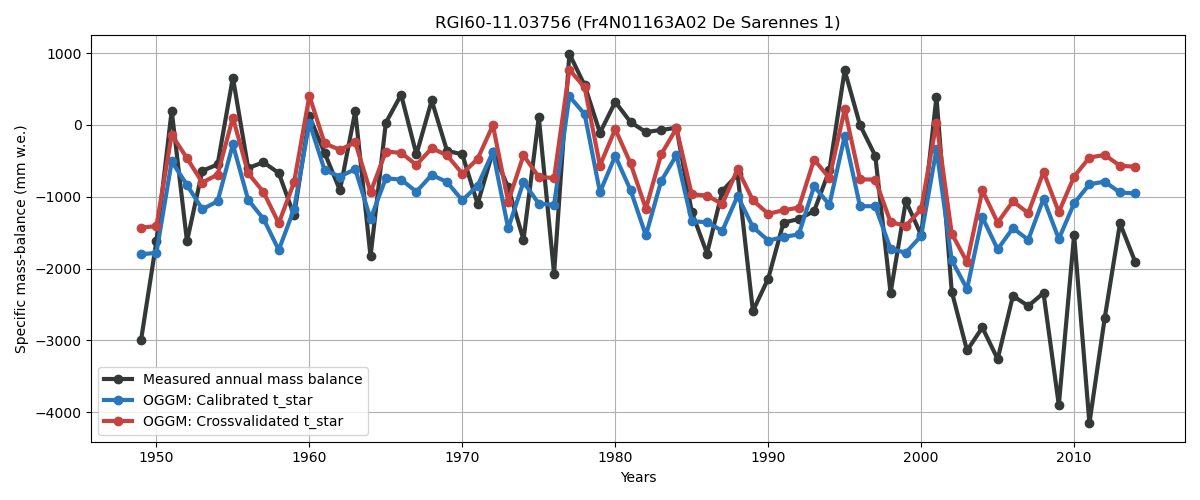 RGI60-11.03756 (Fr4N01163A02 De Sarennes 1)
Specific mass-balance (mm w.e.)
1000
0
−1000
−2000
−3000
−4000
Measured annual mass balance
OGGM: Calibrated t_star
OGGM: Crossvalidated t_star
1950 1960 1970 1980 1990 2000 2010
Years